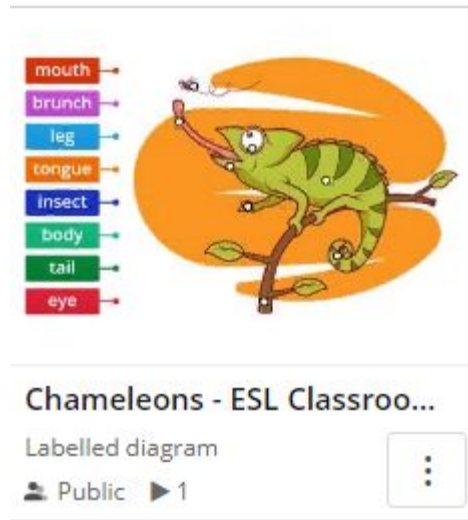 mouth
brunch
leg
tongue
insect
body
tail
eye
Chameleons - ESL Classroo...
Labelled diagram
Public 1